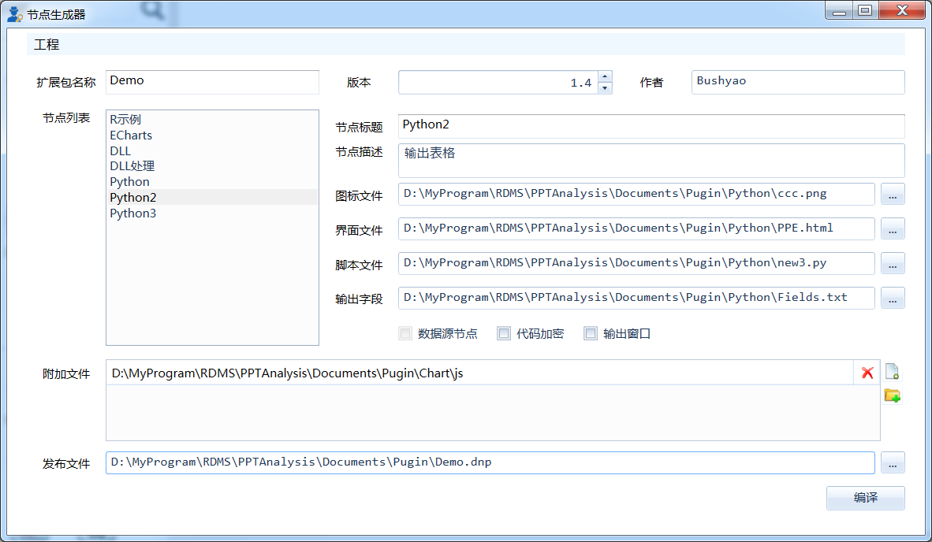 节点生成器
工程
扩展包名称 Demo 版本 1.4 作者 Bushyao
节点列表
R示例
ECharts
DLL
DLL处理
Python
Python2
Python3
节点标题 Python2
节点描述 输出表格
图标文件 D:\MyProgram\RDMS\PPTAnalysis\Documents\Pugin\Python\ccc.png ...
界面文件 D:\MyProgram\RDMS\PPTAnalysis\Documents\Pugin\Python\PPE.html ...
脚本文件 D:\MyProgram\RDMS\PPTAnalysis\Documents\Pugin\Python\new3.py ...
输出字段 D:\MyProgram\RDMS\PPTAnalysis\Documents\Pugin\Python\Fields.txt ...
数据源节点 代码加密 输出窗口
附加文件 D:\MyProgram\RDMS\PPTAnalysis\Documents\Pugin\Chart\js
发布文件 D:\MyProgram\RDMS\PPTAnalysis\Documents\Pugin\Demo.dnp ...
编译